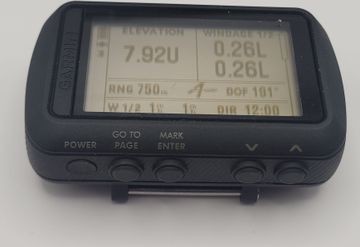 ELEVATION WINDAGE 1/2
7.92U 0.26L
0.26L
RNG 750 DOF 101°
W 1/2 DIR 12:00
GARMIN
GO TO MARK
POWER PAGE ENTER